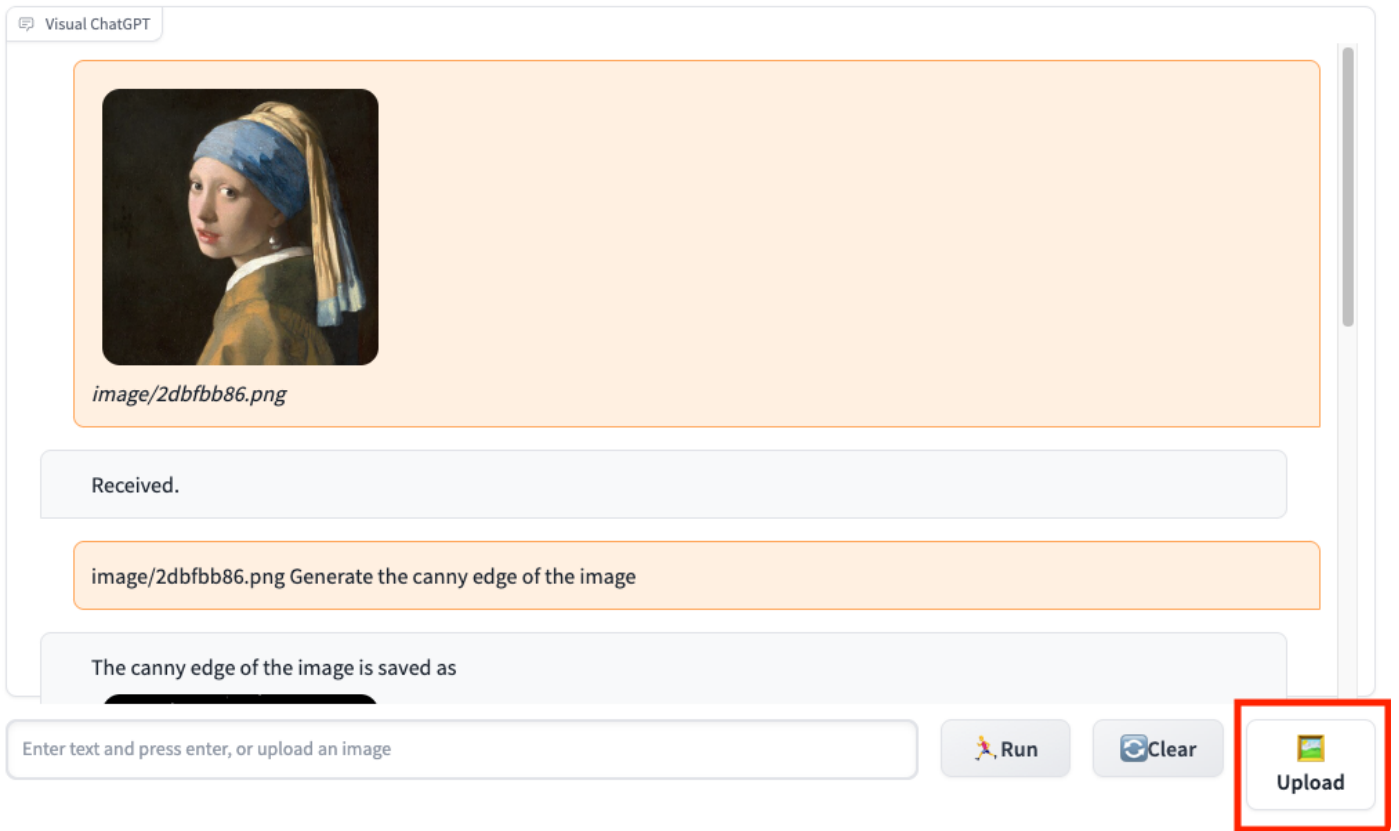 Visual ChatGPT
image/2dbfbb86.png
Received.
image/2dbfbb86.png Generate the canny edge of the image
The canny edge of the image is saved as
Enter text and press enter, or upload an image
Run
Clear
Upload